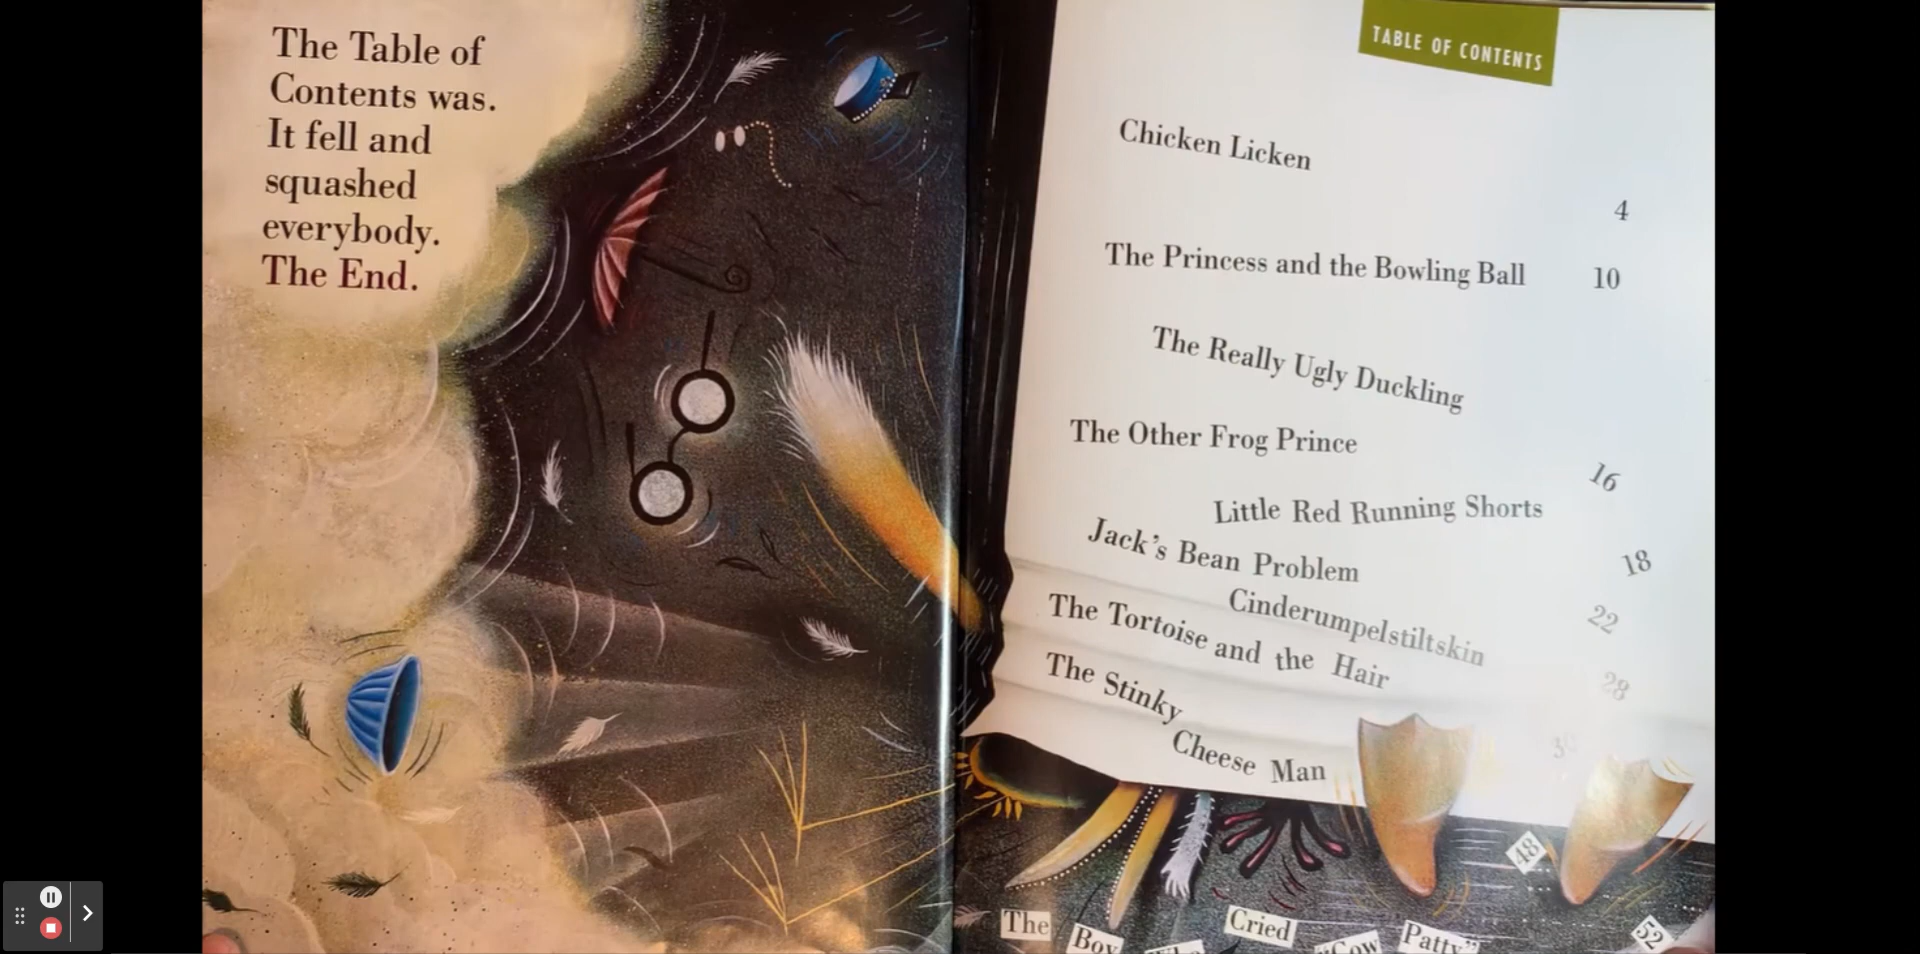 The Table of
Contents was.
It fell and
squashed
everybody.
The End.
TABLE OF CONTENTS
Chicken Licken
4
The Princess and the Bowling Ball 10
The Really Ugly Duckling
The Other Frog Prince
16
Little Red Running Shorts
18
Jack's Bean Problem
22
Cinderumpelstiltskin
28
The Tortoise and the Hair
The Stinky
Cheese Man
48
The Boy Cried "Cow Patty"
52